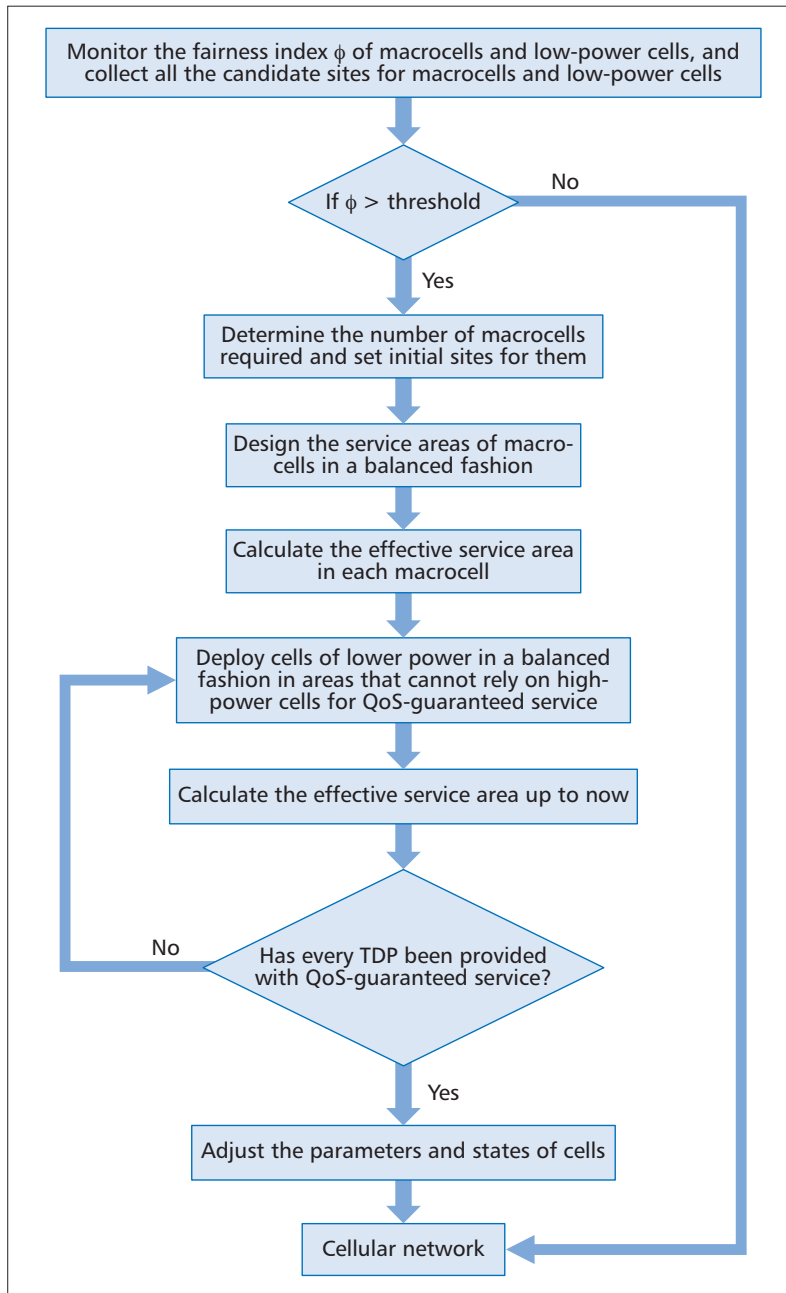 Monitor the fairness index ϕ of macrocells and low-power cells, and
collect all the candidate sites for macrocells and low-power cells
No
If ϕ > threshold
Yes
Determine the number of macrocells
required and set initial sites for them
Design the service areas of macro-
cells in a balanced fashion
Calculate the effective service area
in each macrocell
Deploy cells of lower power in a balanced
fashion in areas that cannot rely on high-
power cells for QoS-guaranteed service
Calculate the effective service area up to now
No
Has every TDP been provided
with QoS-guaranteed service?
Yes
Adjust the parameters and states of cells
Cellular network